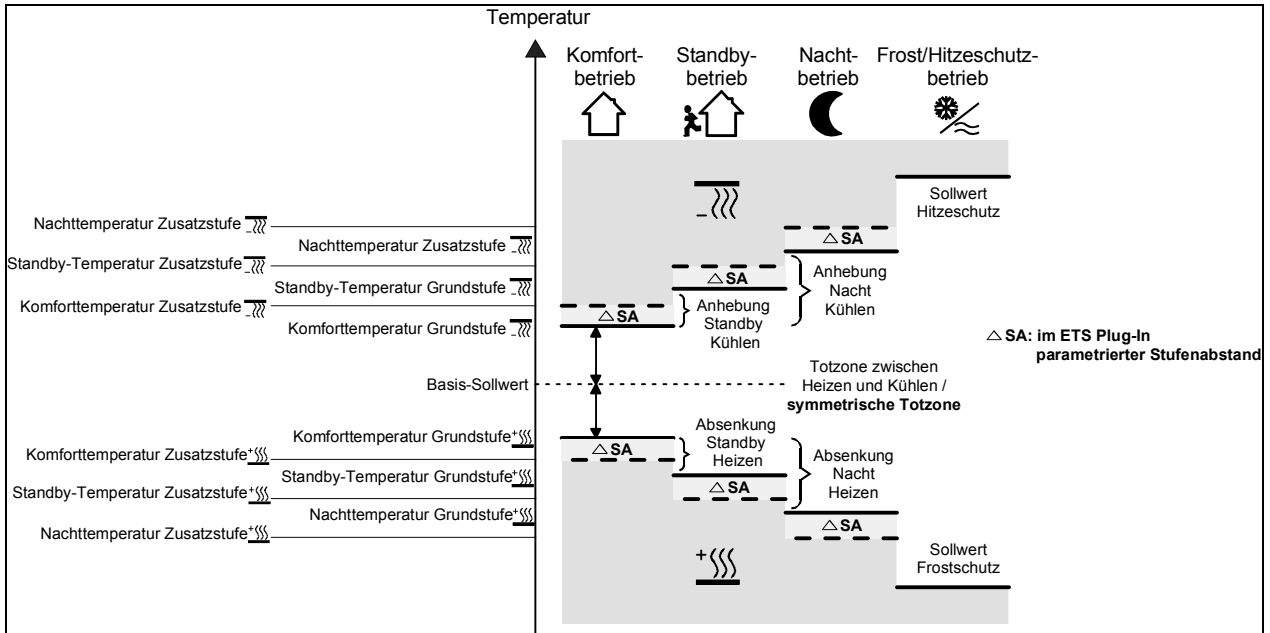 Temperatur
Komfort-
betrieb
Standby-
betrieb
Nacht-
betrieb
Frost/Hitzeschutz-
betrieb
Sollwert
Hitzeschutz
Nachttemperatur Zusatzstufe
Nachttemperatur Zusatzstufe
Standby-Temperatur Zusatzstufe
Standby-Temperatur Grundstufe
Komforttemperatur Zusatzstufe
Komforttemperatur Grundstufe
△ SA
△ SA
△ SA
Anhebung
Standby
Kühlen
Anhebung
Nacht
Kühlen
△ SA: im ETS Plug-In
parametrierter Stufenabstand
Basis-Sollwert
Totzone zwischen
Heizen und Kühlen /
symmetrische Totzone
Komforttemperatur Grundstufe
Komforttemperatur Zusatzstufe
Standby-Temperatur Grundstufe
Standby-Temperatur Zusatzstufe
Nachttemperatur Grundstufe
Nachttemperatur Zusatzstufe
△ SA
△ SA
△ SA
Absenkung
Standby
Heizen
Absenkung
Nacht
Heizen
Sollwert
Frostschutz